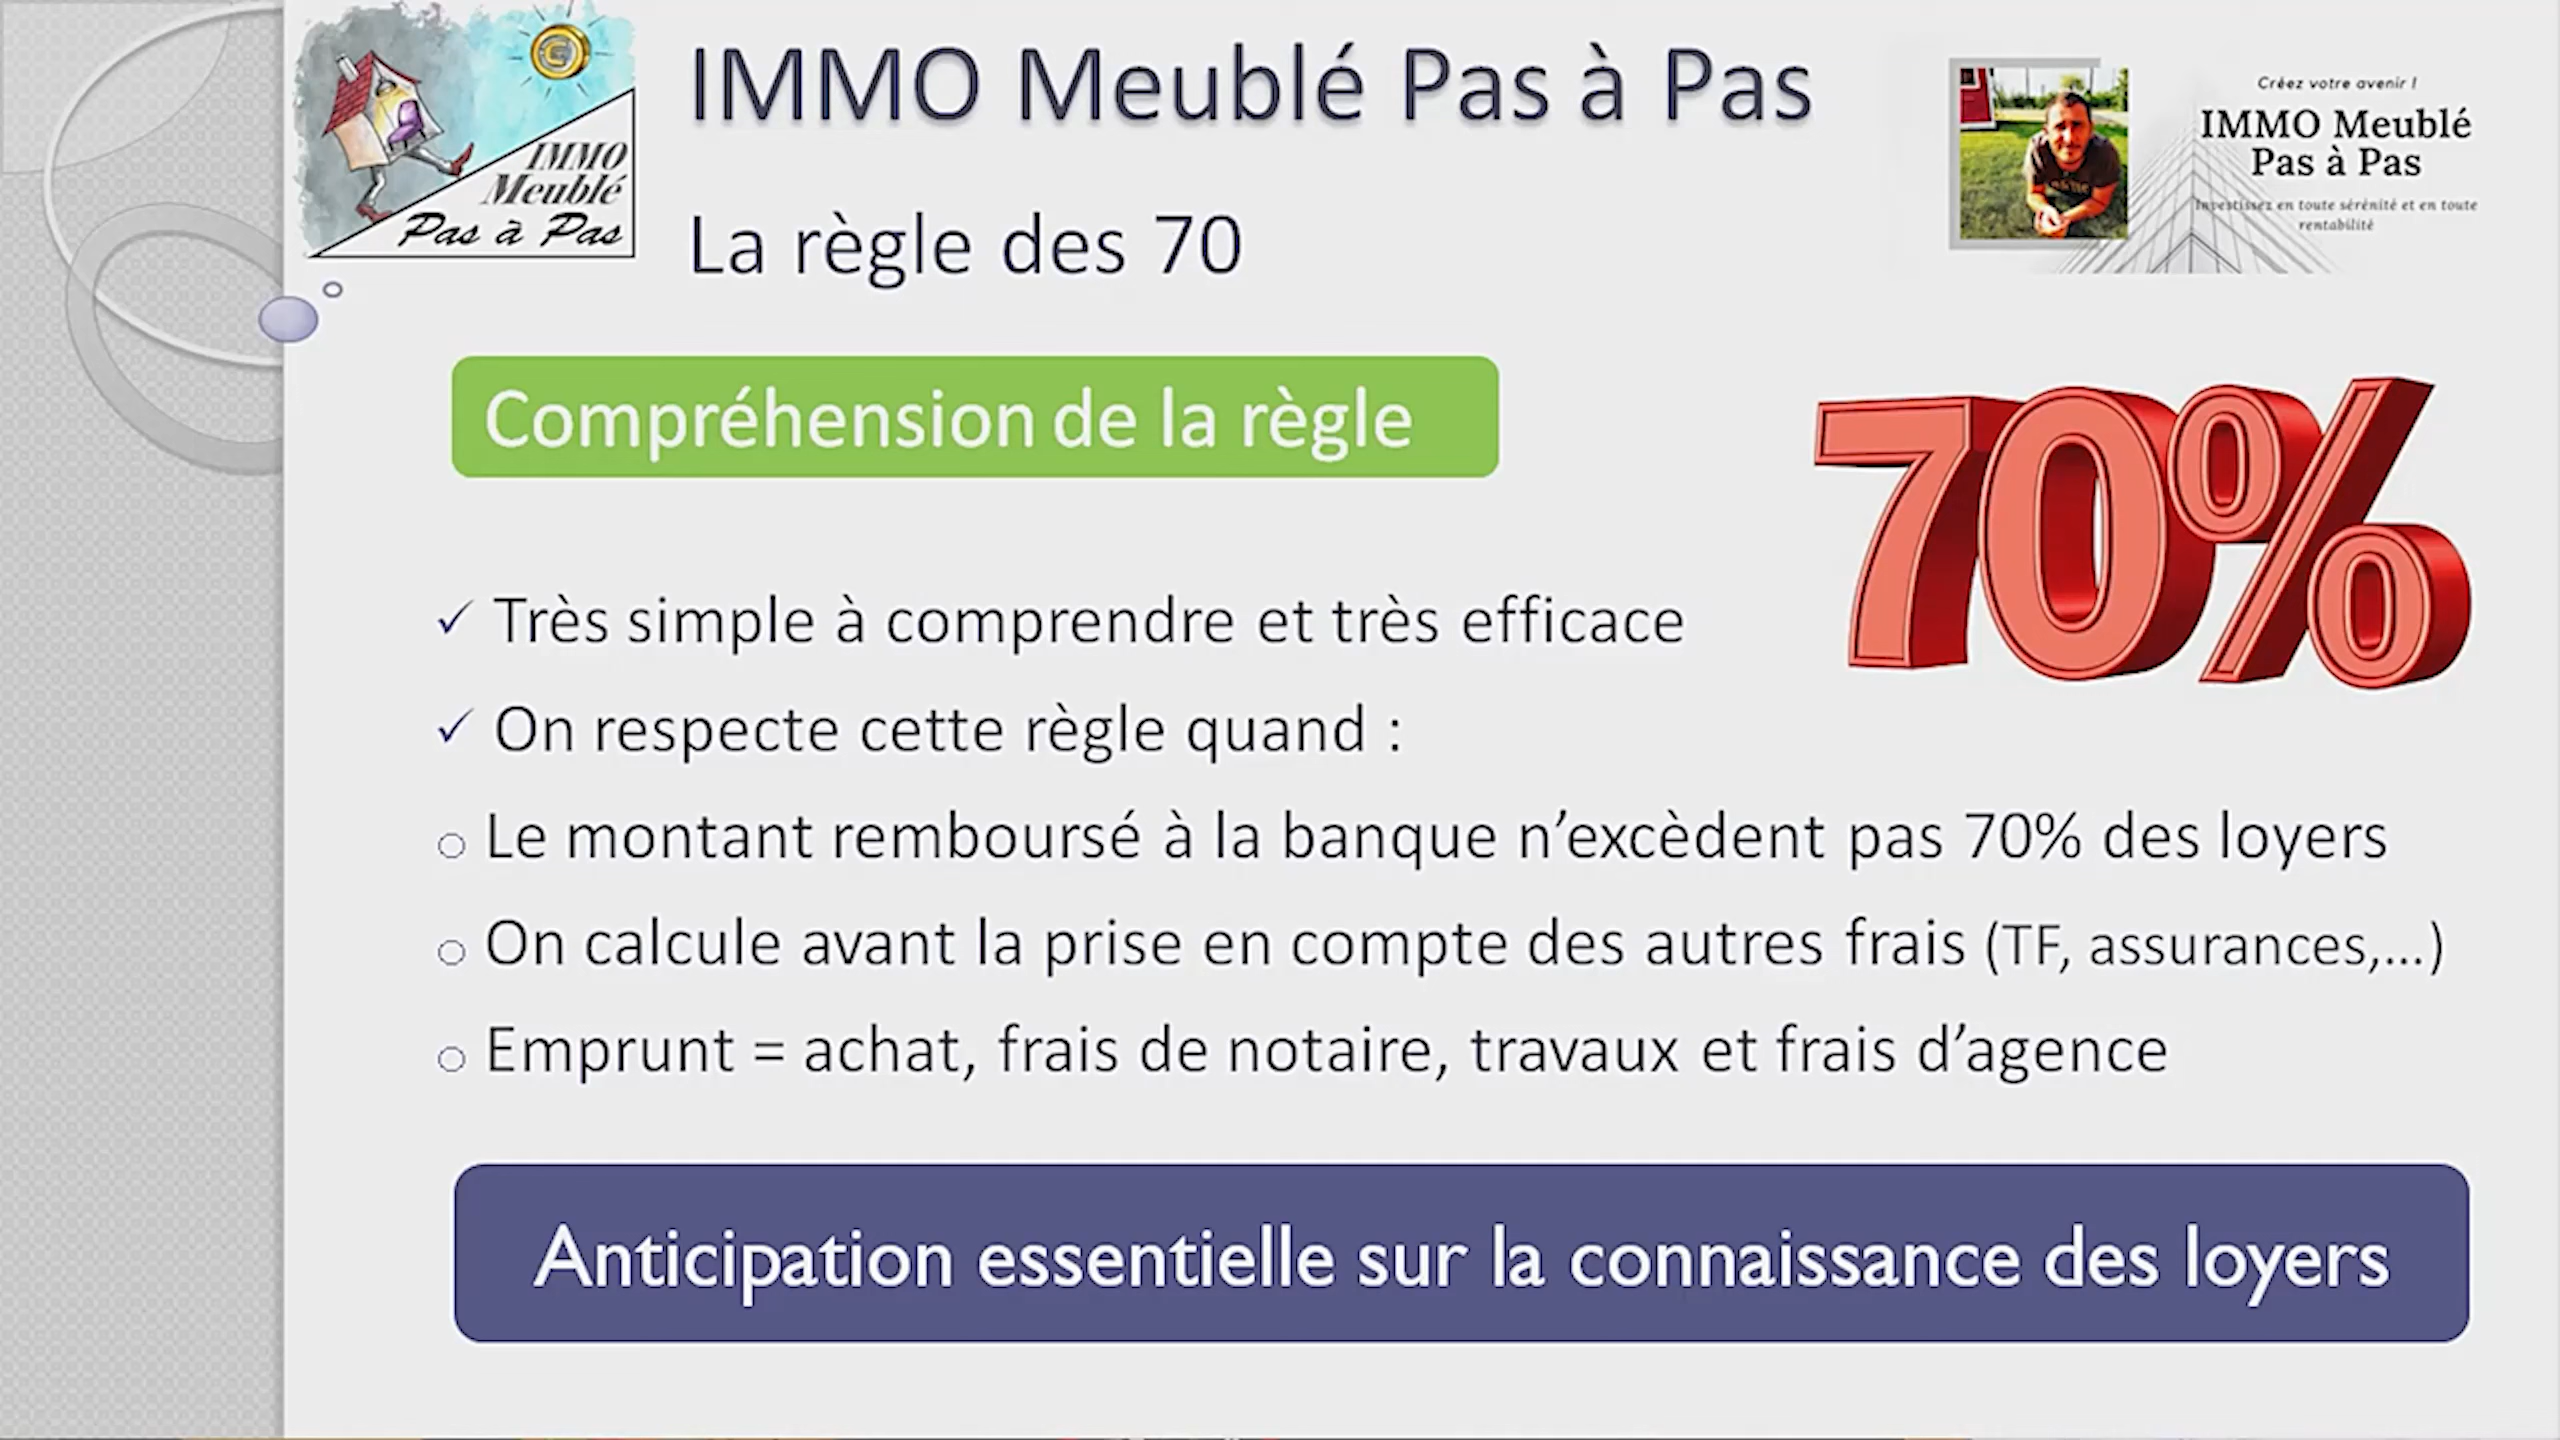 IMMO
Meublé
Pas à Pas
IMMO Meublé Pas à Pas
La règle des 70
Créez votre avenir !
IMMO Meublé
Pas à Pas
Investissez en toute sérénité et en toute
rentabilité
Compréhension de la règle
70%
✓ Très simple à comprendre et très efficace
✓ On respecte cette règle quand :
o Le montant remboursé à la banque n’excèdent pas 70% des loyers
o On calcule avant la prise en compte des autres frais (TF, assurances,...)
o Emprunt = achat, frais de notaire, travaux et frais d’agence
Anticipation essentielle sur la connaissance des loyers